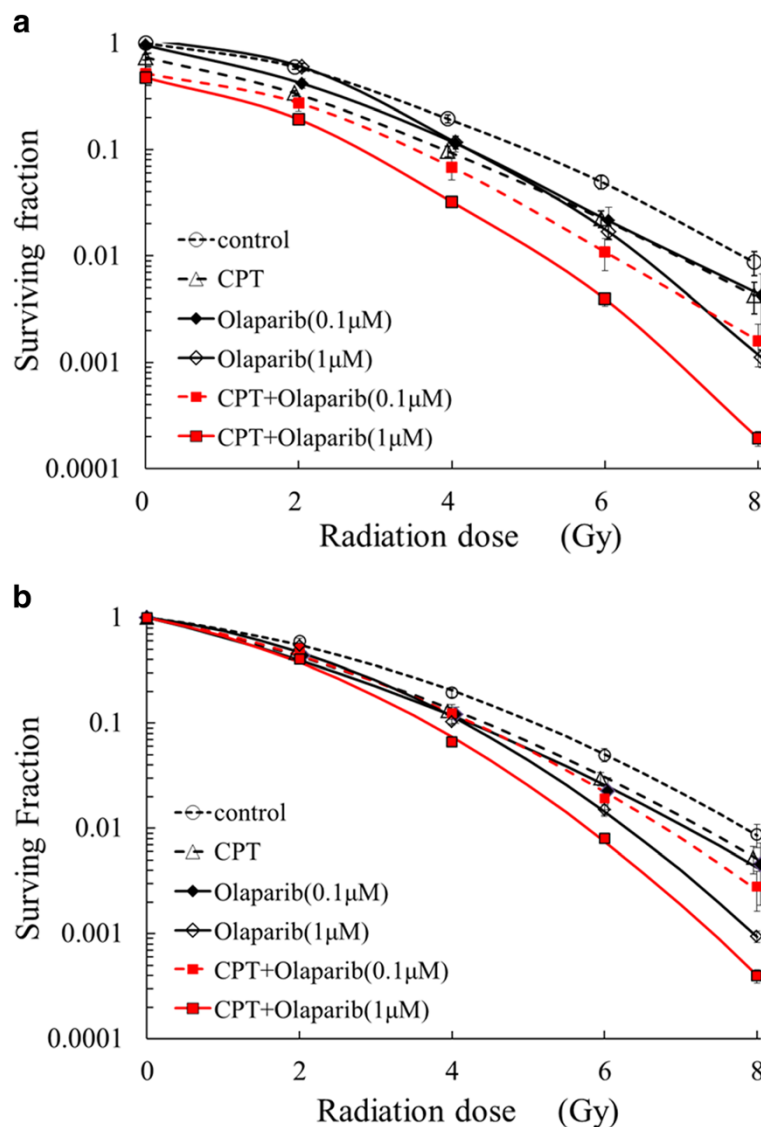 a
1
0.1
0.01
0.001
0.0001
Surviving fraction
control
CPT
Olaparib(0.1μM)
Olaparib(1μM)
CPT+Olaparib(0.1μM)
CPT+Olaparib(1μM)
0 2 4 6 8
Radiation dose (Gy)
b
1
0.1
0.01
0.001
0.0001
Surving Fraction
control
CPT
Olaparib(0.1μM)
Olaparib(1μM)
CPT+Olaparib(0.1μM)
CPT+Olaparib(1μM)
0 2 4 6 8
Radiation dose (Gy)